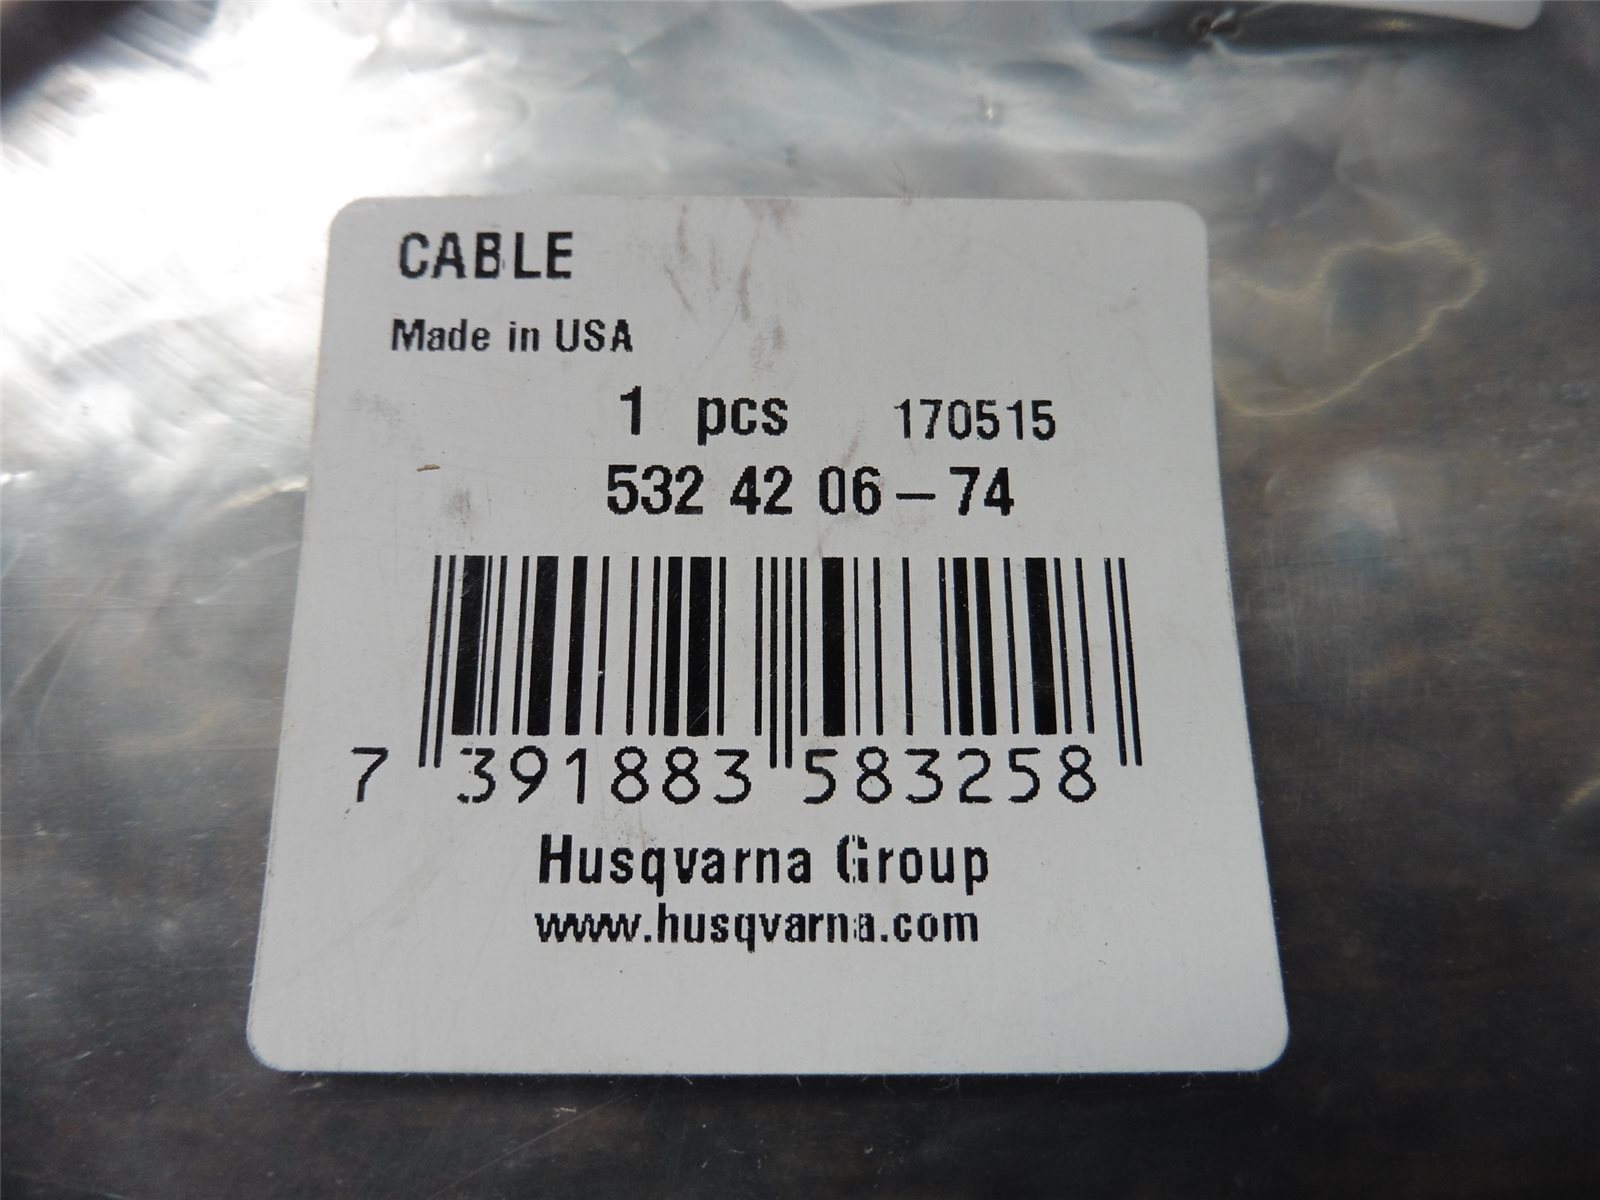 CABLE
Made in USA
1 pcs 170515
532 42 06-74
7 391883 583258
Husqvarna Group
www.husqvarna.com